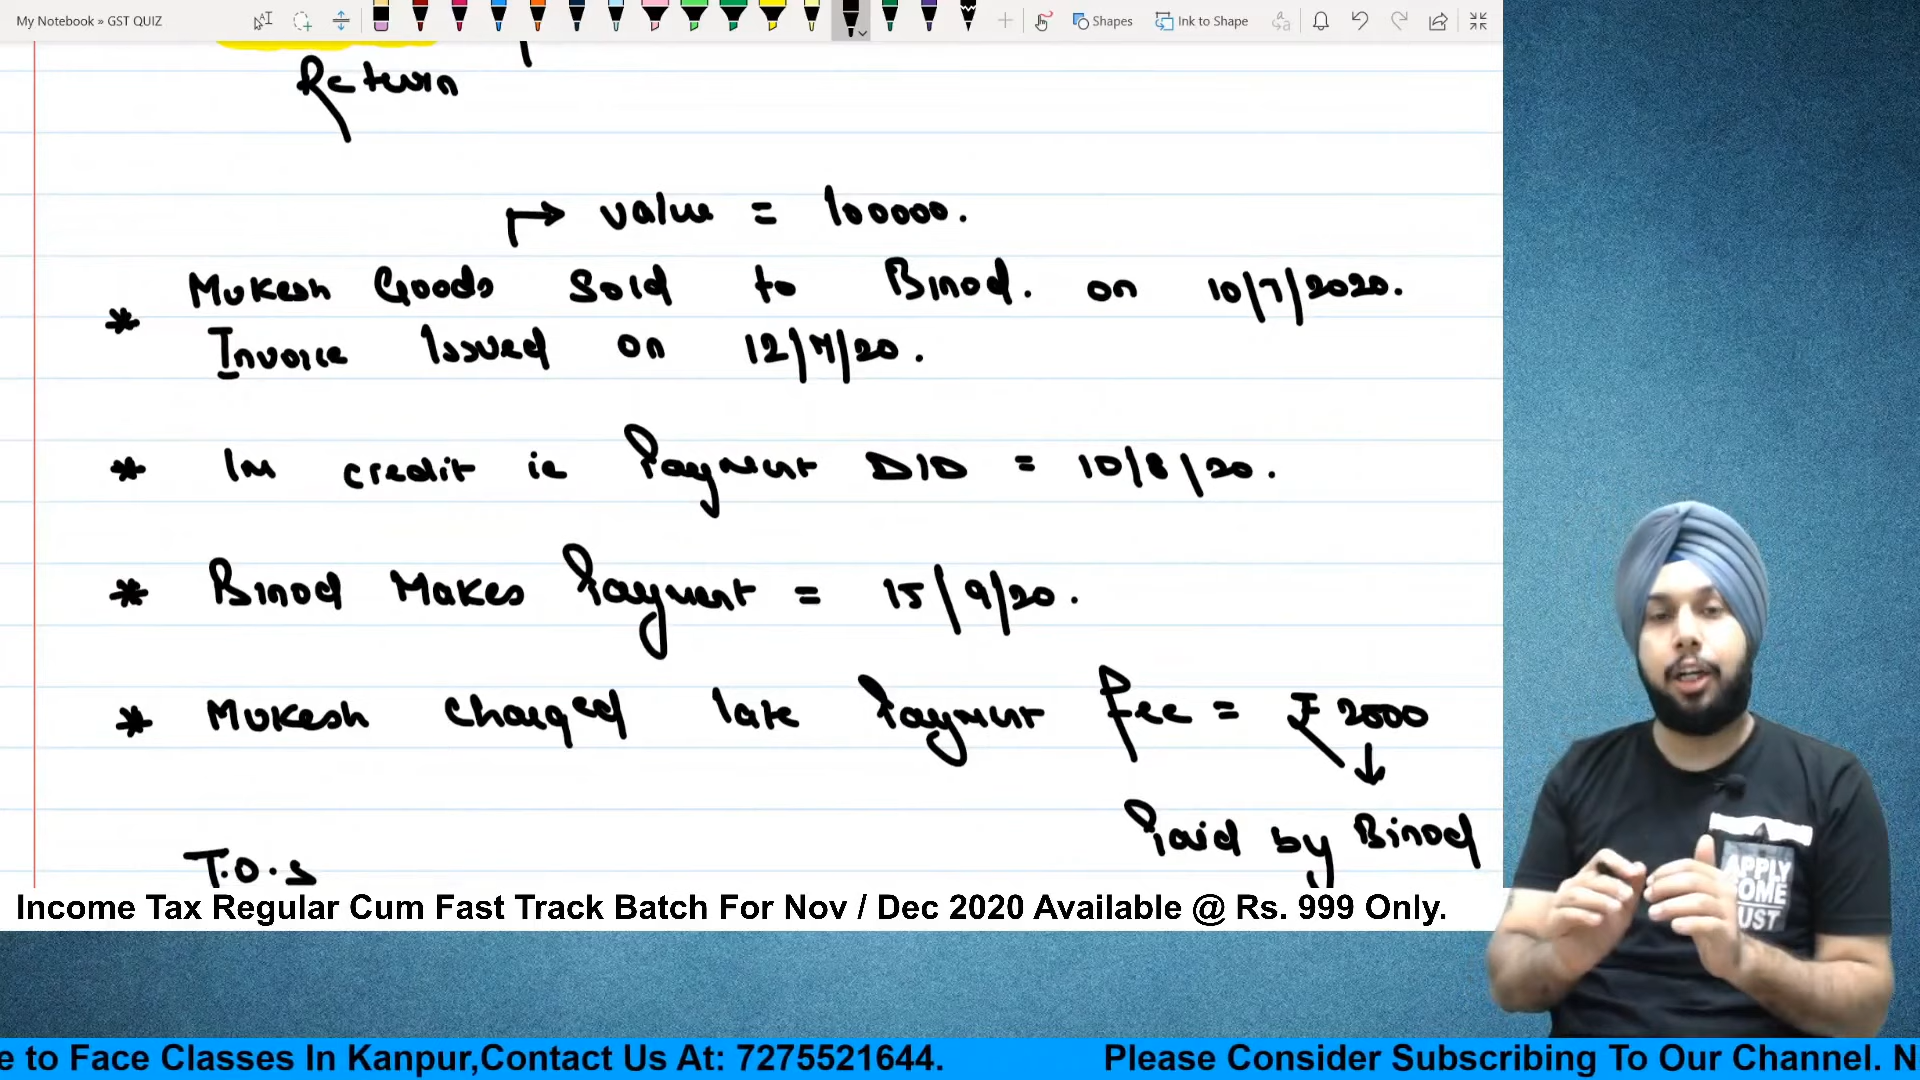 My Notebook » GST QUIZ
Shapes
Ink to Shape
Return
→ value = 100000.
* Mukesh Goods Sold to Binod. on 10/7/2020.
Invoice Issued on 12/7/20.
* 1m credit ie Payment DID = 10/8/20.
* Binod Makes Payment = 15/9/20.
* Mukesh charged late Payment fee = ₹ 2000
↓
Paid by Binod
T.O.S
APPLY
SOME
UST
Income Tax Regular Cum Fast Track Batch For Nov / Dec 2020 Available @ Rs. 999 Only.
e to Face Classes In Kanpur,Contact Us At: 7275521644. Please Consider Subscribing To Our Channel. N